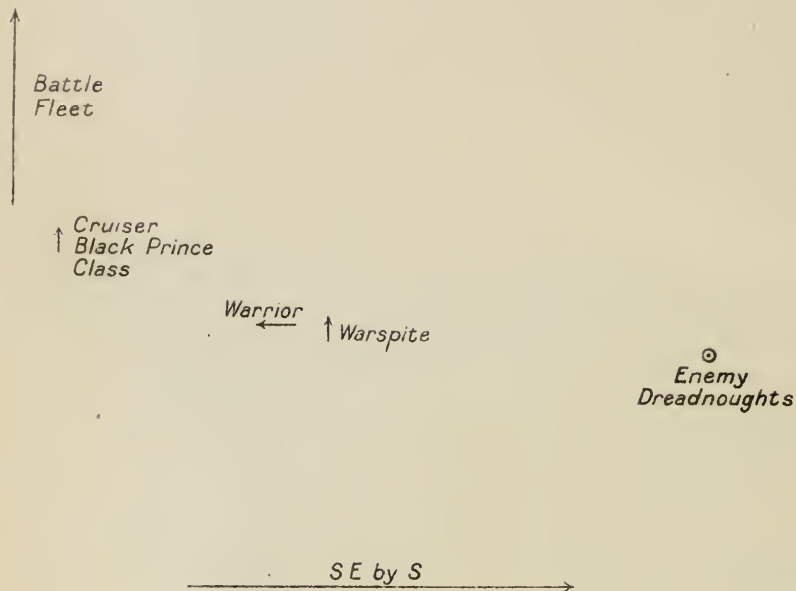 Battle
Fleet
Cruiser
Black Prince
Class
Warrior
Warspite
Enemy
Dreadnoughts
SE by S